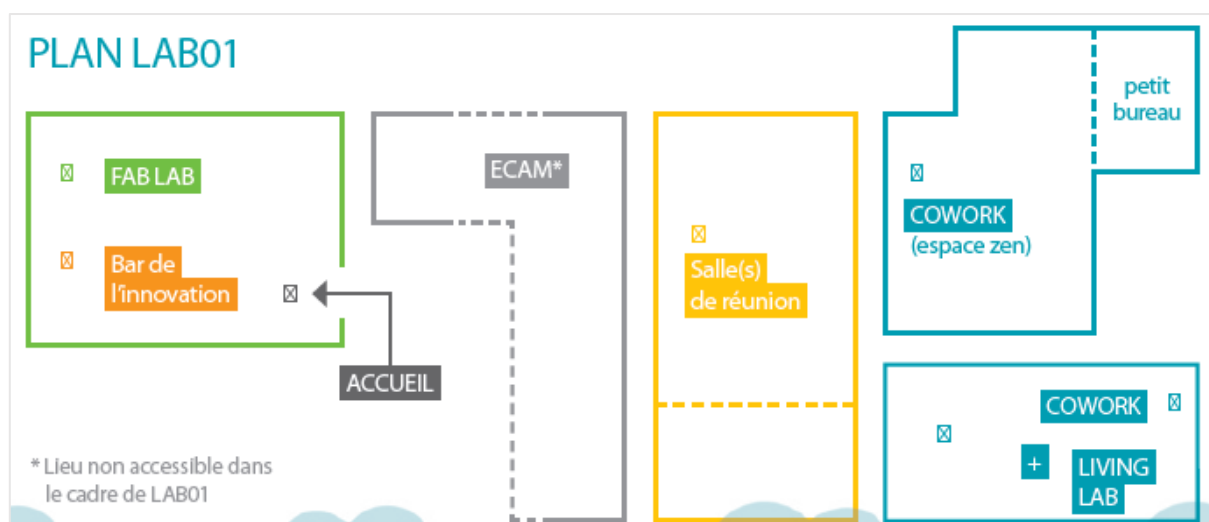 PLAN LAB01
FAB LAB
Bar de
l'innovation
ACCUEIL
* Lieu non accessible dans
le cadre de LAB01
ECAM*
Salle(s)
de réunion
petit
bureau
COWORK
(espace zen)
COWORK
+
LIVING
LAB